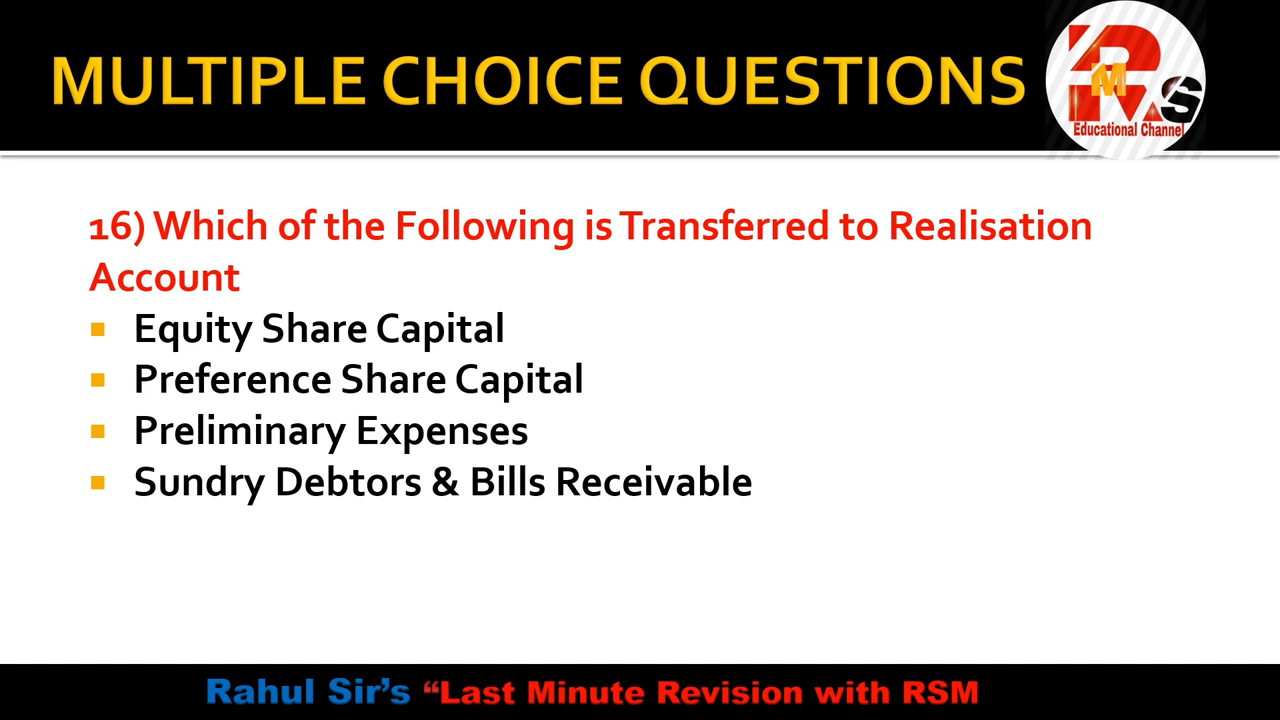 MULTIPLE CHOICE QUESTIONS
RMS
Educational Channel
16) Which of the Following is Transferred to Realisation
Account
Equity Share Capital
Preference Share Capital
Preliminary Expenses
Sundry Debtors & Bills Receivable
Rahul Sir's “Last Minute Revision with RSM